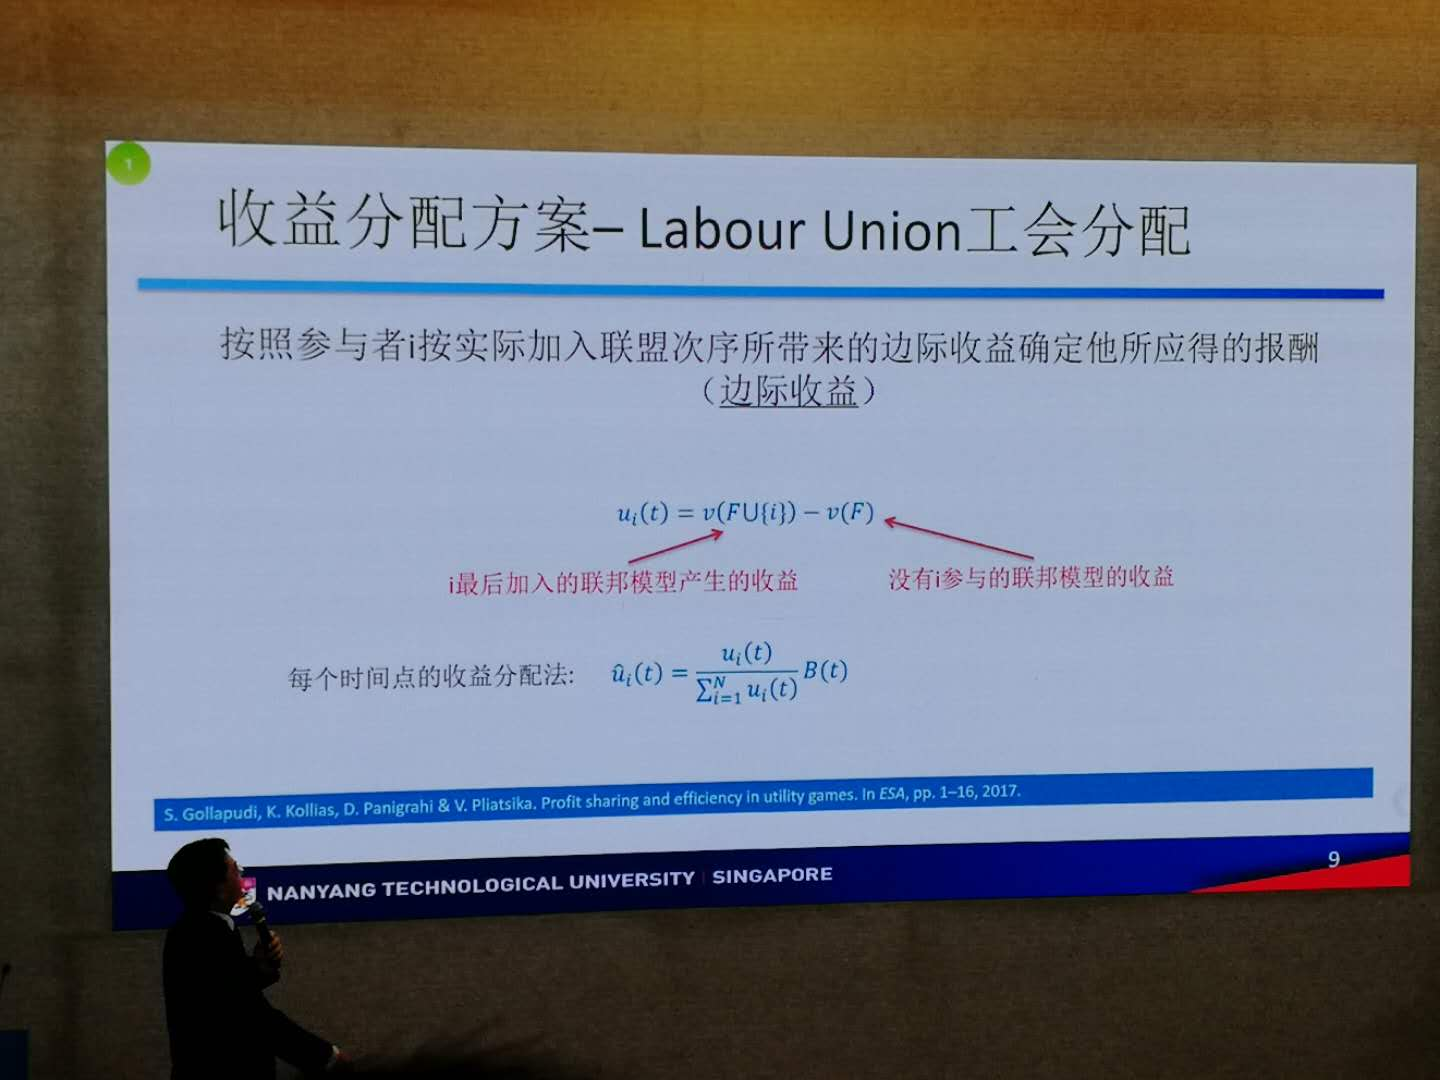 1
收益分配方案– Labour Union工会分配
按照参与者i按实际加入联盟次序所带来的边际收益确定他所应得的报酬
（边际收益）
u_i(t) = v(F∪{i}) − v(F)
i最后加入的联邦模型产生的收益
没有i参与的联邦模型的收益
每个时间点的收益分配法: û_i(t) = u_i(t) / ∑_{i=1}^N u_i(t) B(t)
S. Gollapudi, K. Kollias, D. Panigrahi & V. Pliatsika. Profit sharing and efficiency in utility games. In ESA, pp. 1–16, 2017.
9
NANYANG TECHNOLOGICAL UNIVERSITY | SINGAPORE